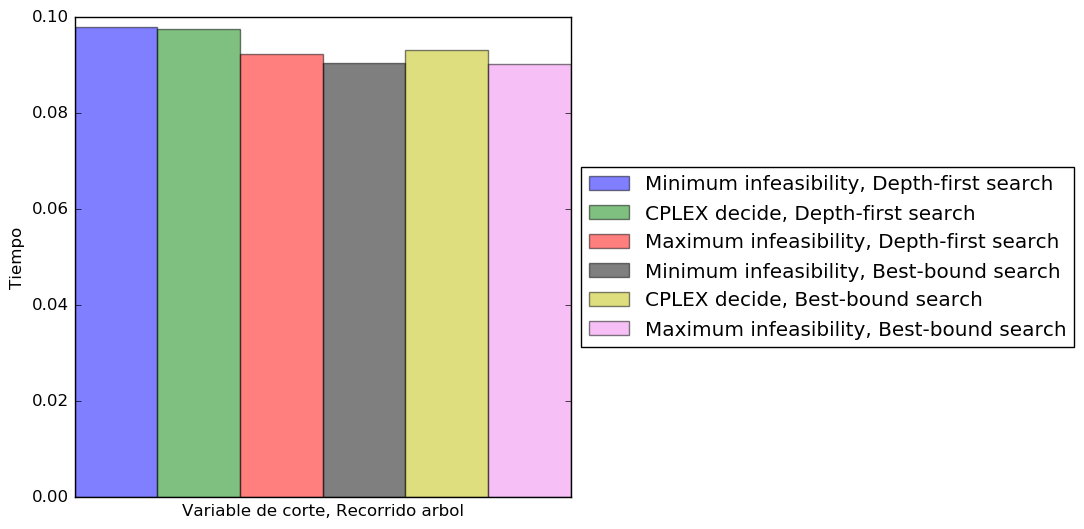 0.10
0.08
0.06
0.04
0.02
0.00
Tiempo
Variable de corte, Recorrido arbol
Minimum infeasibility, Depth-first search
CPLEX decide, Depth-first search
Maximum infeasibility, Depth-first search
Minimum infeasibility, Best-bound search
CPLEX decide, Best-bound search
Maximum infeasibility, Best-bound search